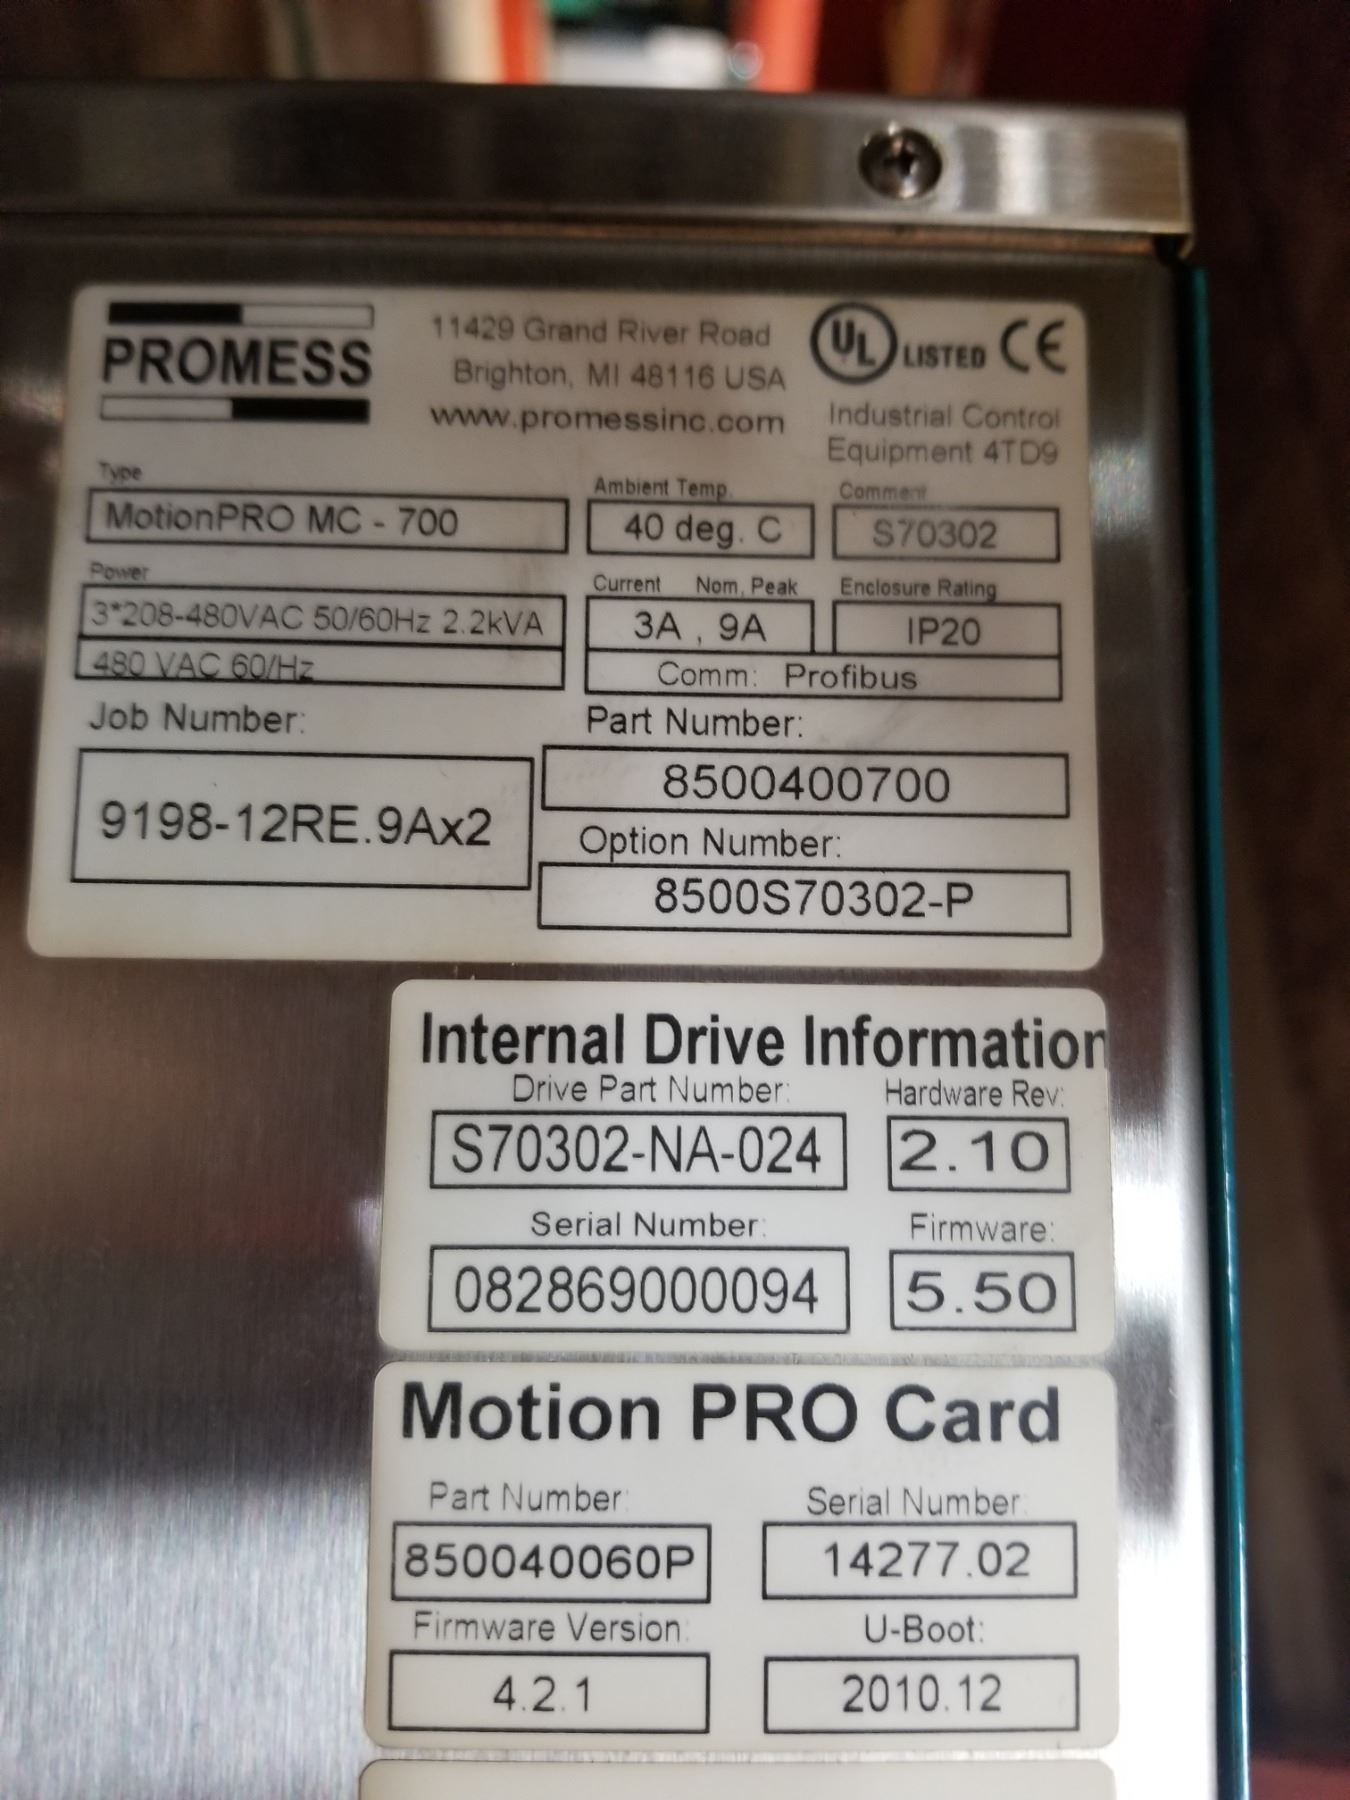 PROMESS
11429 Grand River Road
Brighton, MI 48116 USA
www.promessinc.com
UL LISTED CE
Industrial Control
Equipment 4TD9
Type
MotionPRO MC - 700
Ambient Temp.
40 deg. C
Comment
S70302
Power
3*208-480VAC 50/60Hz 2.2kVA
480 VAC 60/Hz
Current Nom, Peak
3A , 9A
Enclosure Rating
IP20
Comm: Profibus
Job Number:
9198-12RE.9Ax2
Part Number:
8500400700
Option Number:
8500S70302-P
Internal Drive Information
Drive Part Number:
S70302-NA-024
Hardware Rev:
2.10
Serial Number:
082869000094
Firmware:
5.50
Motion PRO Card
Part Number:
850040060P
Serial Number:
14277.02
Firmware Version:
4.2.1
U-Boot:
2010.12